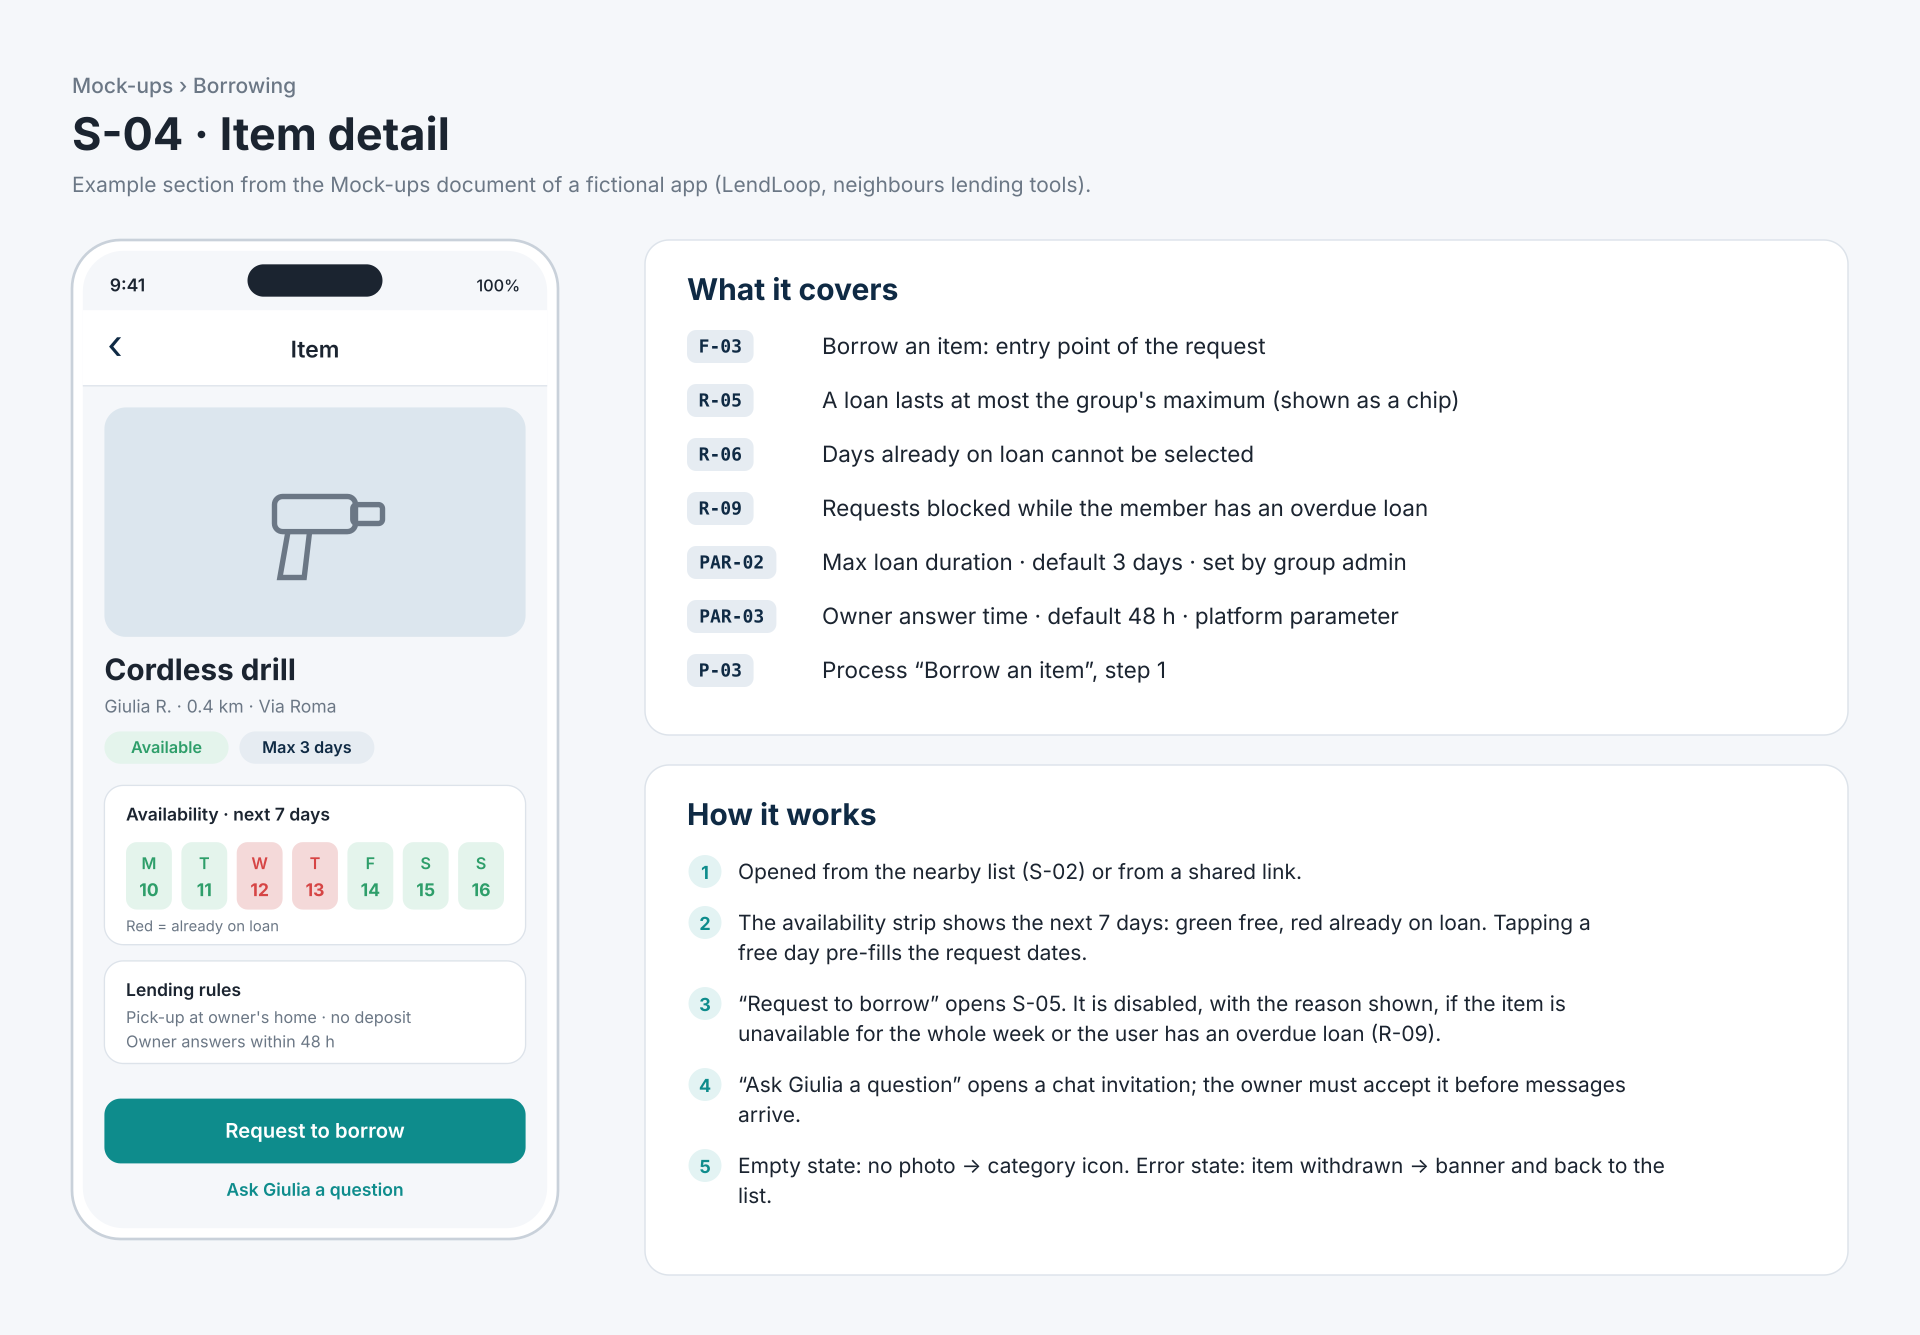 Mock-ups › Borrowing
S-04 · Item detail
Example section from the Mock-ups document of a fictional app (LendLoop, neighbours lending tools).
9:41
100%
‹
Item
Cordless drill
Giulia R. · 0.4 km · Via Roma
Available
Max 3 days
Availability · next 7 days
M T W T F S S
10 11 12 13 14 15 16
Red = already on loan
Lending rules
Pick-up at owner's home · no deposit
Owner answers within 48 h
Request to borrow
Ask Giulia a question
What it covers
F-03 Borrow an item: entry point of the request
R-05 A loan lasts at most the group's maximum (shown as a chip)
R-06 Days already on loan cannot be selected
R-09 Requests blocked while the member has an overdue loan
PAR-02 Max loan duration · default 3 days · set by group admin
PAR-03 Owner answer time · default 48 h · platform parameter
P-03 Process “Borrow an item”, step 1
How it works
1 Opened from the nearby list (S-02) or from a shared link.
2 The availability strip shows the next 7 days: green free, red already on loan. Tapping a
free day pre-fills the request dates.
3 “Request to borrow” opens S-05. It is disabled, with the reason shown, if the item is
unavailable for the whole week or the user has an overdue loan (R-09).
4 “Ask Giulia a question” opens a chat invitation; the owner must accept it before messages
arrive.
5 Empty state: no photo → category icon. Error state: item withdrawn → banner and back to the
list.